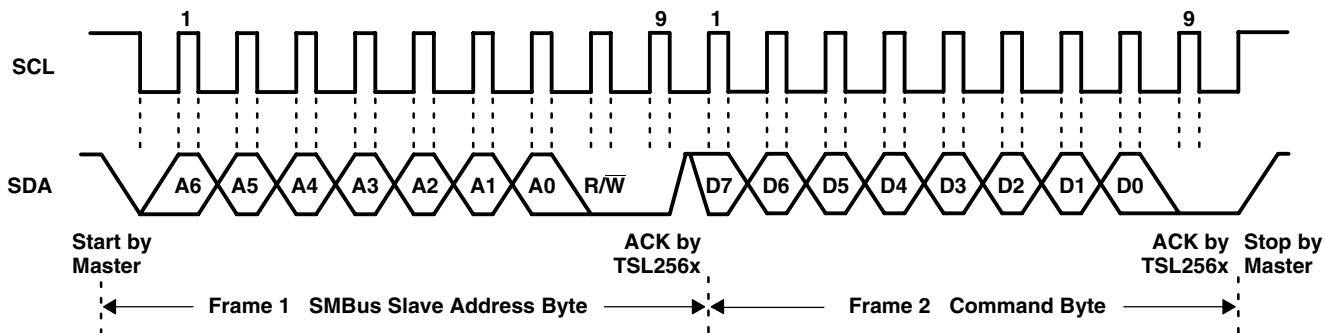 1 9 1 9
SCL
SDA A6 A5 A4 A3 A2 A1 A0 R/W̅ D7 D6 D5 D4 D3 D2 D1 D0
Start by
Master
ACK by
TSL256x
ACK by
TSL256x
Stop by
Master
Frame 1 SMBus Slave Address Byte
Frame 2 Command Byte